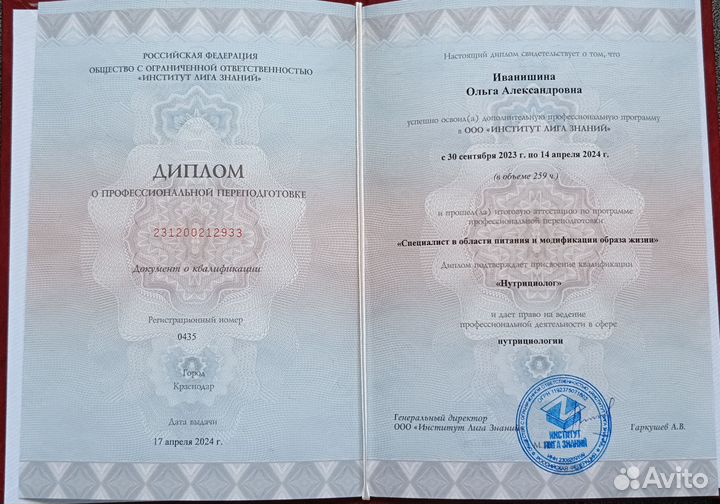 РОССИЙСКАЯ ФЕДЕРАЦИЯ
ОБЩЕСТВО С ОГРАНИЧЕННОЙ ОТВЕТСТВЕННОСТЬЮ
«ИНСТИТУТ ЛИГА ЗНАНИЙ»
ДИПЛОМ
О ПРОФЕССИОНАЛЬНОЙ ПЕРЕПОДГОТОВКЕ
231200212933
Документ о квалификации
Регистрационный номер
0435
Город
Краснодар
Дата выдачи
17 апреля 2024 г.
Настоящий диплом свидетельствует о том, что
Иванишина
Ольга Александровна
успешно освоил(а) дополнительную профессиональную программу
в ООО «ИНСТИТУТ ЛИГА ЗНАНИЙ»
с 30 сентября 2023 г. по 14 апреля 2024 г.
(в объеме 259 ч.)
и прошел(ла) итоговую аттестацию по программе
профессиональной переподготовки
«Специалист в области питания и модификации образа жизни»
Диплом подтверждает присвоение квалификации
«Нутрициолог»
и дает право на ведение
профессиональной деятельности в сфере
нутрициологии
Генеральный директор
ООО «Институт Лига Знаний»
Гаркушев А.В.
ИНСТИТУТ
ЛИГА ЗНАНИЙ
Avito